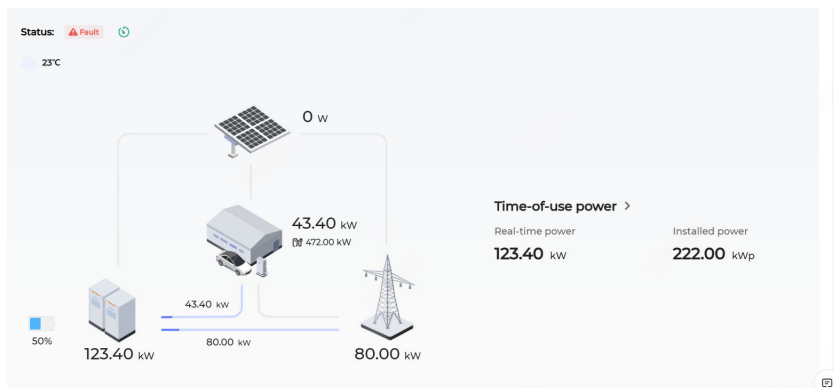 Status: Fault
23℃
0 W
43.40 kW
472.00 kW
Time-of-use power >
Real-time power Installed power
123.40 kW 222.00 kWp
43.40 kW
80.00 kW
50%
123.40 kW
80.00 kW